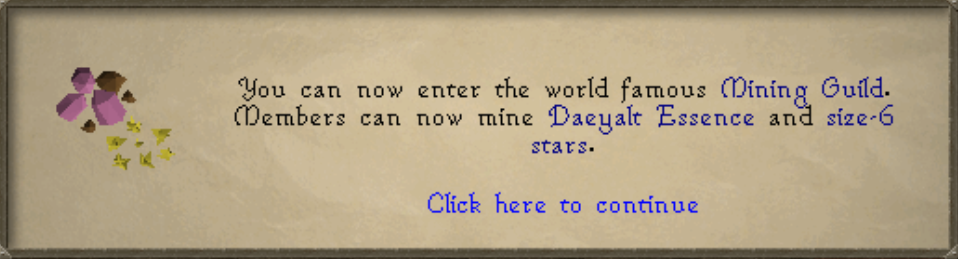 You can now enter the world famous Mining Guild.
Members can now mine Daeyalt Essence and size-6
stars.
Click here to continue